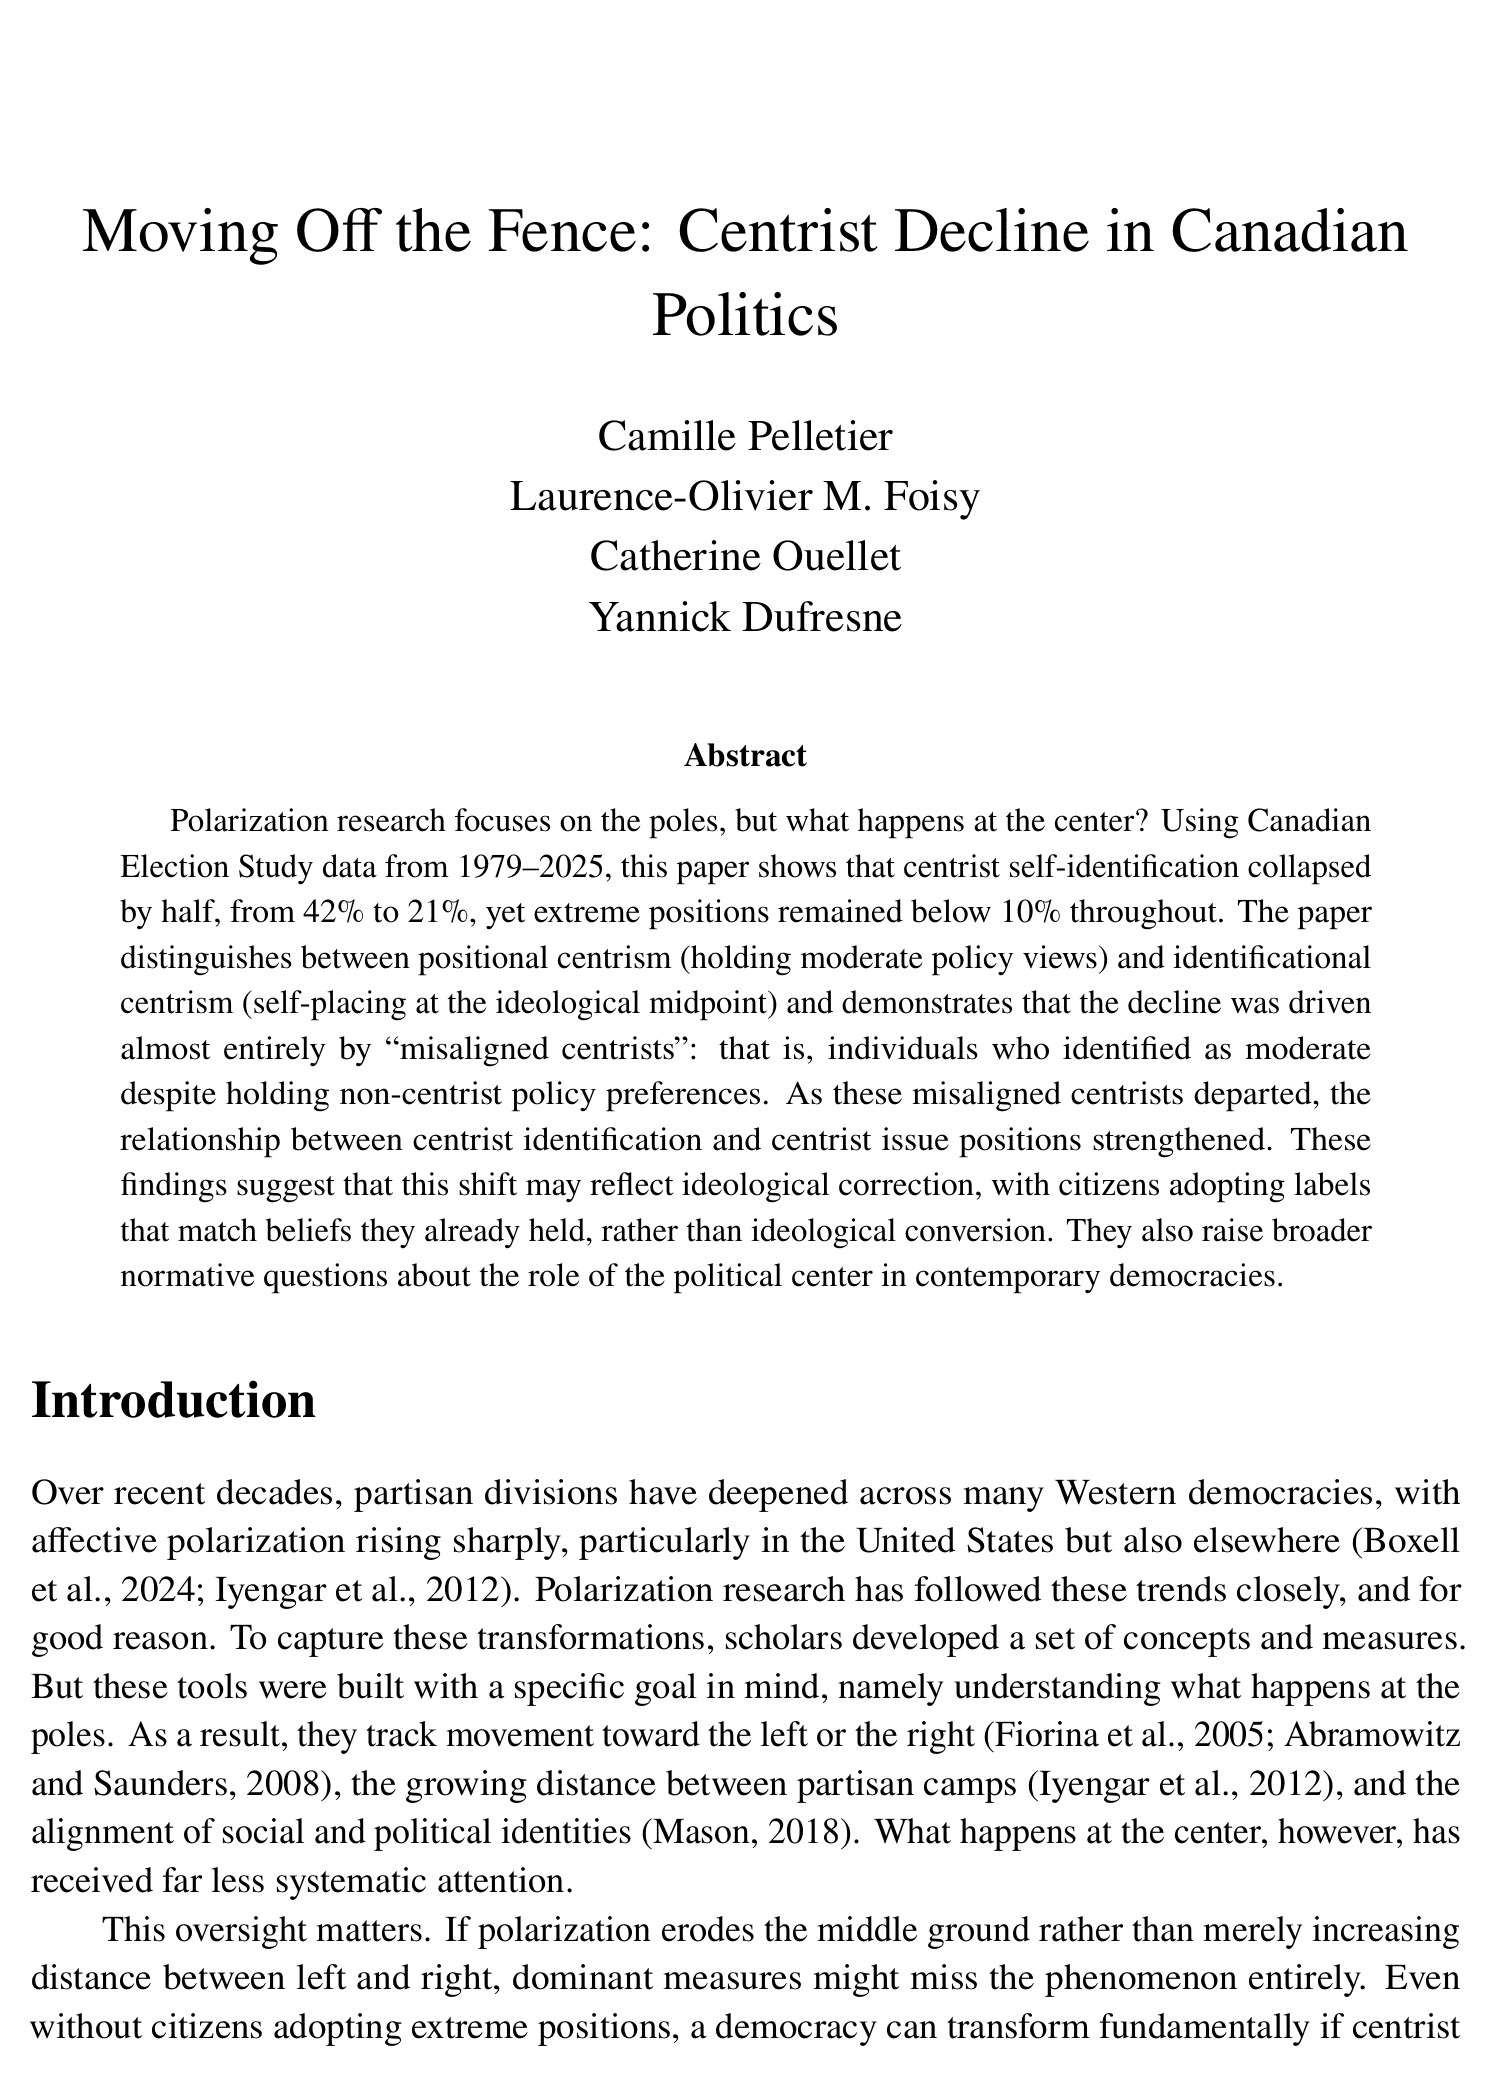 Moving Off the Fence: Centrist Decline in Canadian
Politics
Camille Pelletier
Laurence-Olivier M. Foisy
Catherine Ouellet
Yannick Dufresne
Abstract
Polarization research focuses on the poles, but what happens at the center? Using Canadian
Election Study data from 1979–2025, this paper shows that centrist self-identification collapsed
by half, from 42% to 21%, yet extreme positions remained below 10% throughout. The paper
distinguishes between positional centrism (holding moderate policy views) and identificational
centrism (self-placing at the ideological midpoint) and demonstrates that the decline was driven
almost entirely by “misaligned centrists”: that is, individuals who identified as moderate
despite holding non-centrist policy preferences. As these misaligned centrists departed, the
relationship between centrist identification and centrist issue positions strengthened. These
findings suggest that this shift may reflect ideological correction, with citizens adopting labels
that match beliefs they already held, rather than ideological conversion. They also raise broader
normative questions about the role of the political center in contemporary democracies.
Introduction
Over recent decades, partisan divisions have deepened across many Western democracies, with
affective polarization rising sharply, particularly in the United States but also elsewhere (Boxell
et al., 2024; Iyengar et al., 2012). Polarization research has followed these trends closely, and for
good reason. To capture these transformations, scholars developed a set of concepts and measures.
But these tools were built with a specific goal in mind, namely understanding what happens at the
poles. As a result, they track movement toward the left or the right (Fiorina et al., 2005; Abramowitz
and Saunders, 2008), the growing distance between partisan camps (Iyengar et al., 2012), and the
alignment of social and political identities (Mason, 2018). What happens at the center, however, has
received far less systematic attention.
This oversight matters. If polarization erodes the middle ground rather than merely increasing
distance between left and right, dominant measures might miss the phenomenon entirely. Even
without citizens adopting extreme positions, a democracy can transform fundamentally if centrist